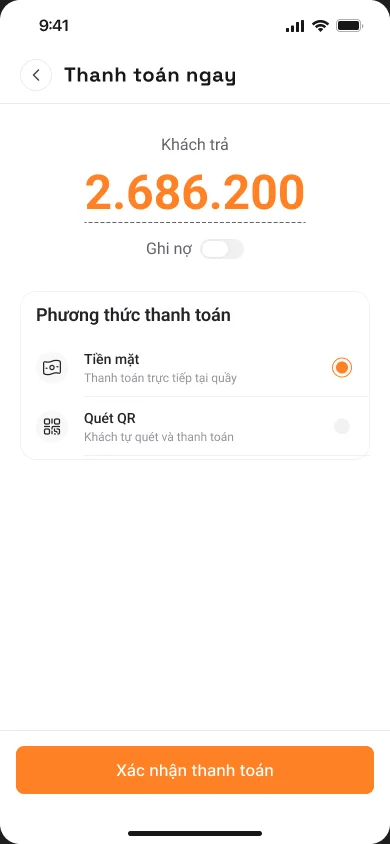 9:41
Thanh toán ngay
Khách trả
2.686.200
Ghi nợ
Phương thức thanh toán
Tiền mặt
Thanh toán trực tiếp tại quầy
Quét QR
Khách tự quét và thanh toán
Xác nhận thanh toán